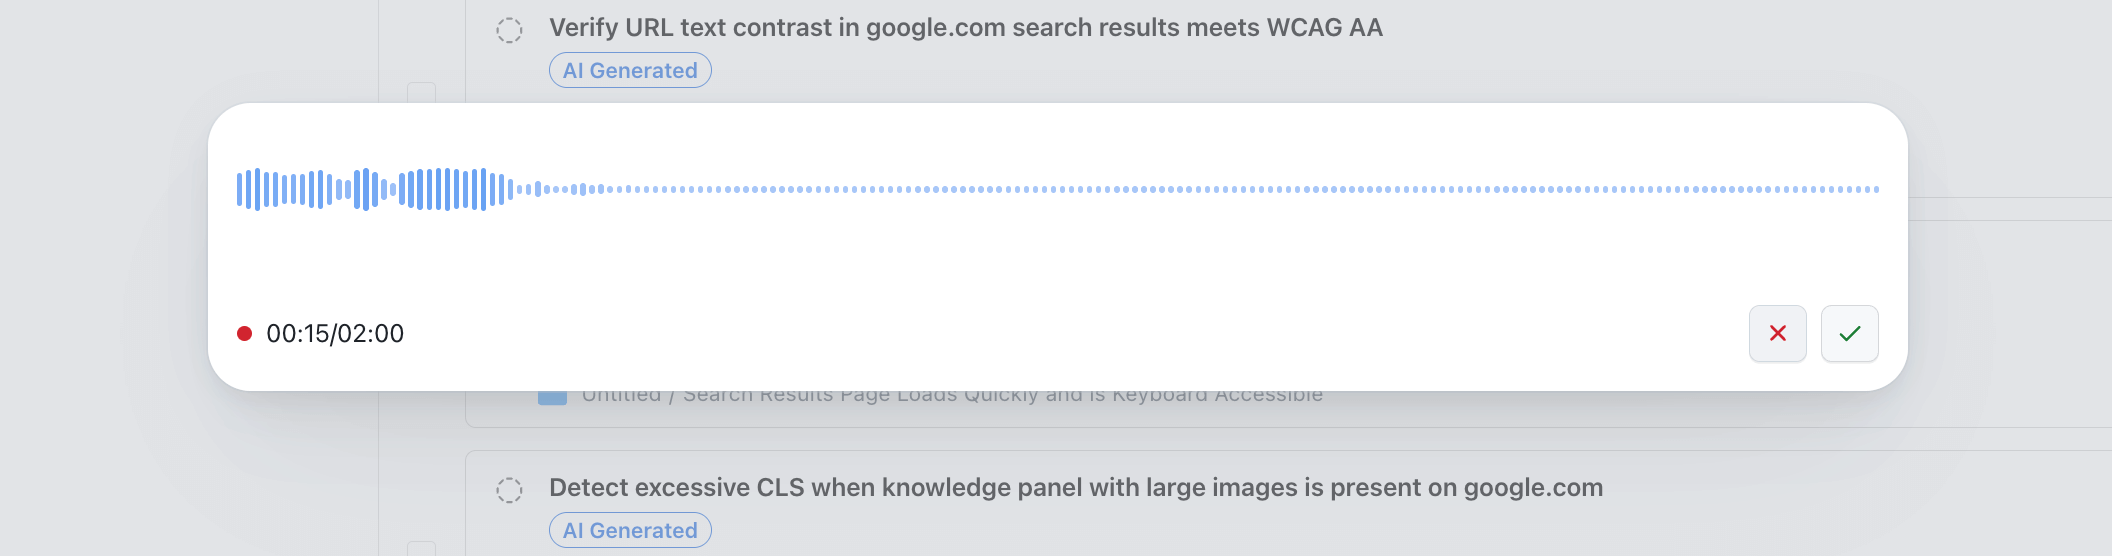 Verify URL text contrast in google.com search results meets WCAG AA
AI Generated
00:15/02:00
Untitled / Search Results Page Loads Quickly and is Keyboard Accessible
Detect excessive CLS when knowledge panel with large images is present on google.com
AI Generated